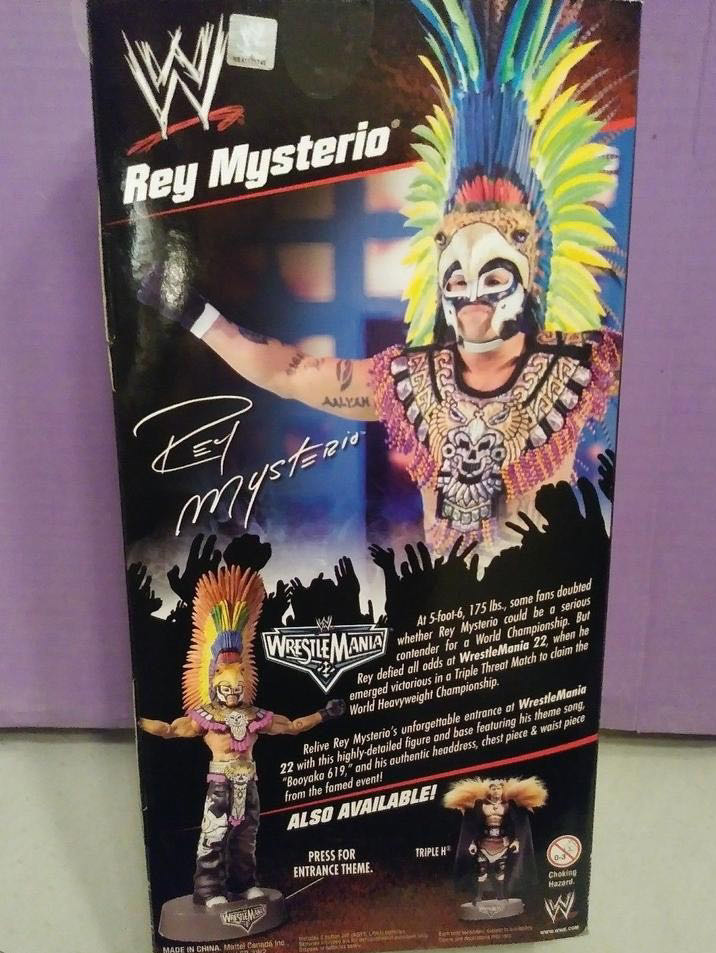 W
Rey Mysterio®
AALYAH
Rey
Mysterio™
WRESTLEMANIA
22
At 5-foot-6, 175 lbs., some fans doubted
whether Rey Mysterio could be a serious
contender for a World Championship. But
Rey defied all odds at WrestleMania 22, when he
emerged victorious in a Triple Threat Match to claim the
World Heavyweight Championship.
Relive Rey Mysterio's unforgettable entrance at WrestleMania
22 with this highly-detailed figure and base featuring his theme song,
"Booyaka 619," and his authentic headdress, chest piece & waist piece
from the famed event!
ALSO AVAILABLE!
PRESS FOR
ENTRANCE THEME.
TRIPLE H®
0-3
Choking
Hazard.
W
www.wwe.com
WRESTLEMANIA
MADE IN CHINA. Mattel Canada Inc